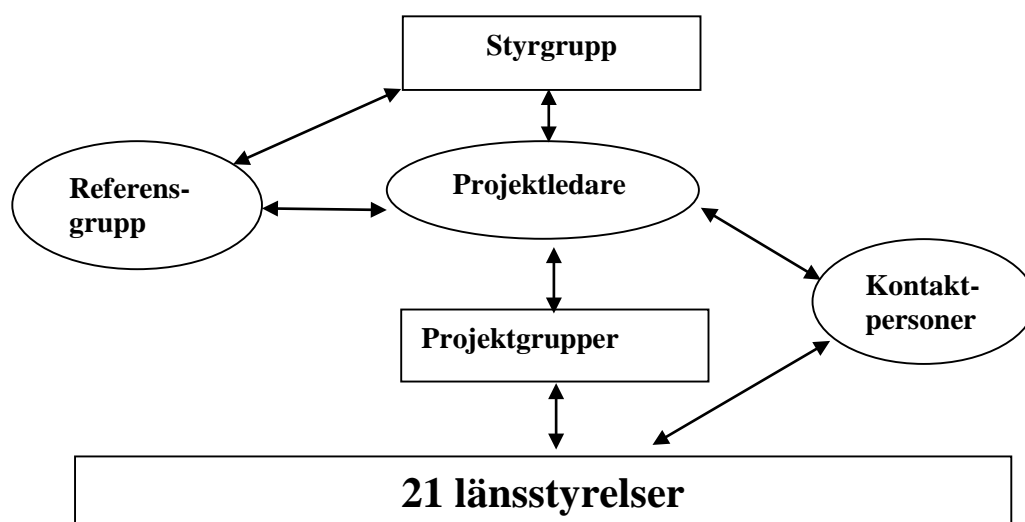 Styrgrupp
Referens-
grupp
Projektledare
Kontakt-
personer
Projektgrupper
21 länsstyrelser